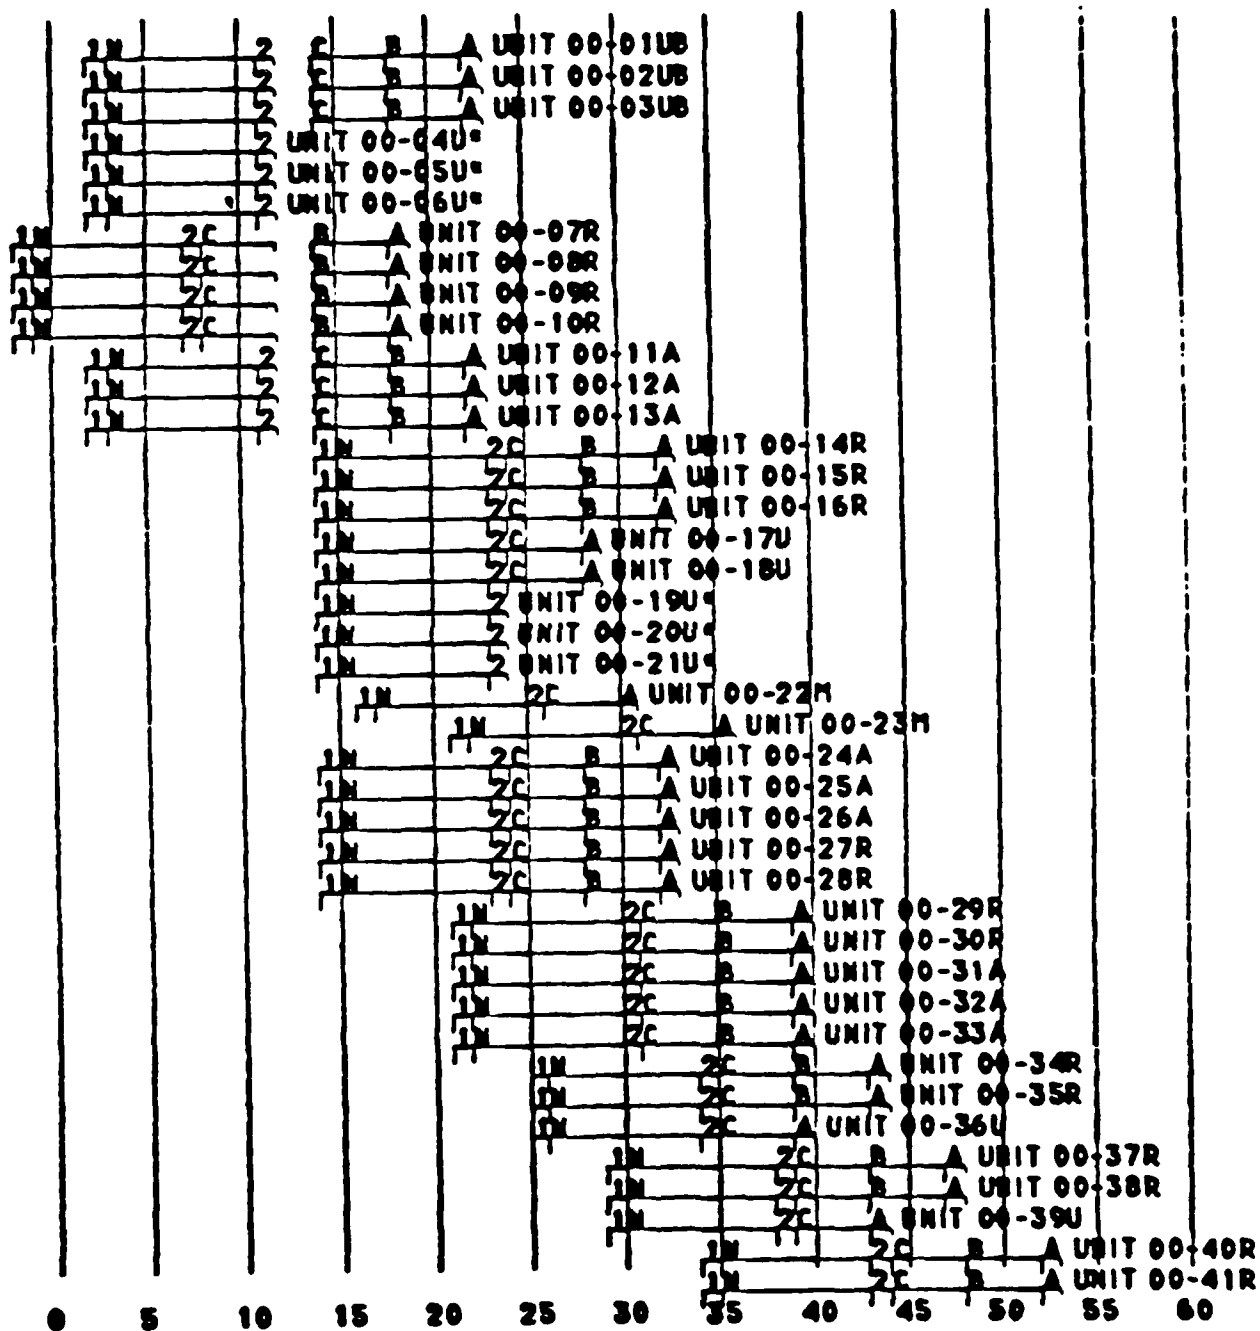 1N 2 C B A UNIT 00-01UB
1N 2 C B A UNIT 00-02UB
1N 2 C B A UNIT 00-03UB
1N 2 UNIT 00-04U*
1N 2 UNIT 00-05U*
1N 2 UNIT 00-06U*
1N 2C B A UNIT 00-07R
1N 2C B A UNIT 00-08R
1N 2C B A UNIT 00-09R
1N 2C B A UNIT 00-10R
1N 2 C B A UNIT 00-11A
1N 2 C B A UNIT 00-12A
1N 2 C B A UNIT 00-13A
1N 2C B A UNIT 00-14R
1N 2C B A UNIT 00-15R
1N 2C B A UNIT 00-16R
1N 2C A UNIT 00-17U
1N 2C A UNIT 00-18U
1N 2 UNIT 00-19U*
1N 2 UNIT 00-20U*
1N 2 UNIT 00-21U*
1N 2C A UNIT 00-22M
1N 2C A UNIT 00-23M
1N 2C B A UNIT 00-24A
1N 2C B A UNIT 00-25A
1N 2C B A UNIT 00-26A
1N 2C B A UNIT 00-27R
1N 2C B A UNIT 00-28R
1N 2C B A UNIT 00-29R
1N 2C B A UNIT 00-30R
1N 2C B A UNIT 00-31A
1N 2C B A UNIT 00-32A
1N 2C B A UNIT 00-33A
1N 2C B A UNIT 00-34R
1N 2C B A UNIT 00-35R
1N 2C A UNIT 00-36U
1N 2C B A UNIT 00-37R
1N 2C B A UNIT 00-38R
1N 2C A UNIT 00-39U
1N 2C B A UNIT 00-40R
1N 2C B A UNIT 00-41R
0 5 15 20 25 30 35 40 45 50 55 60